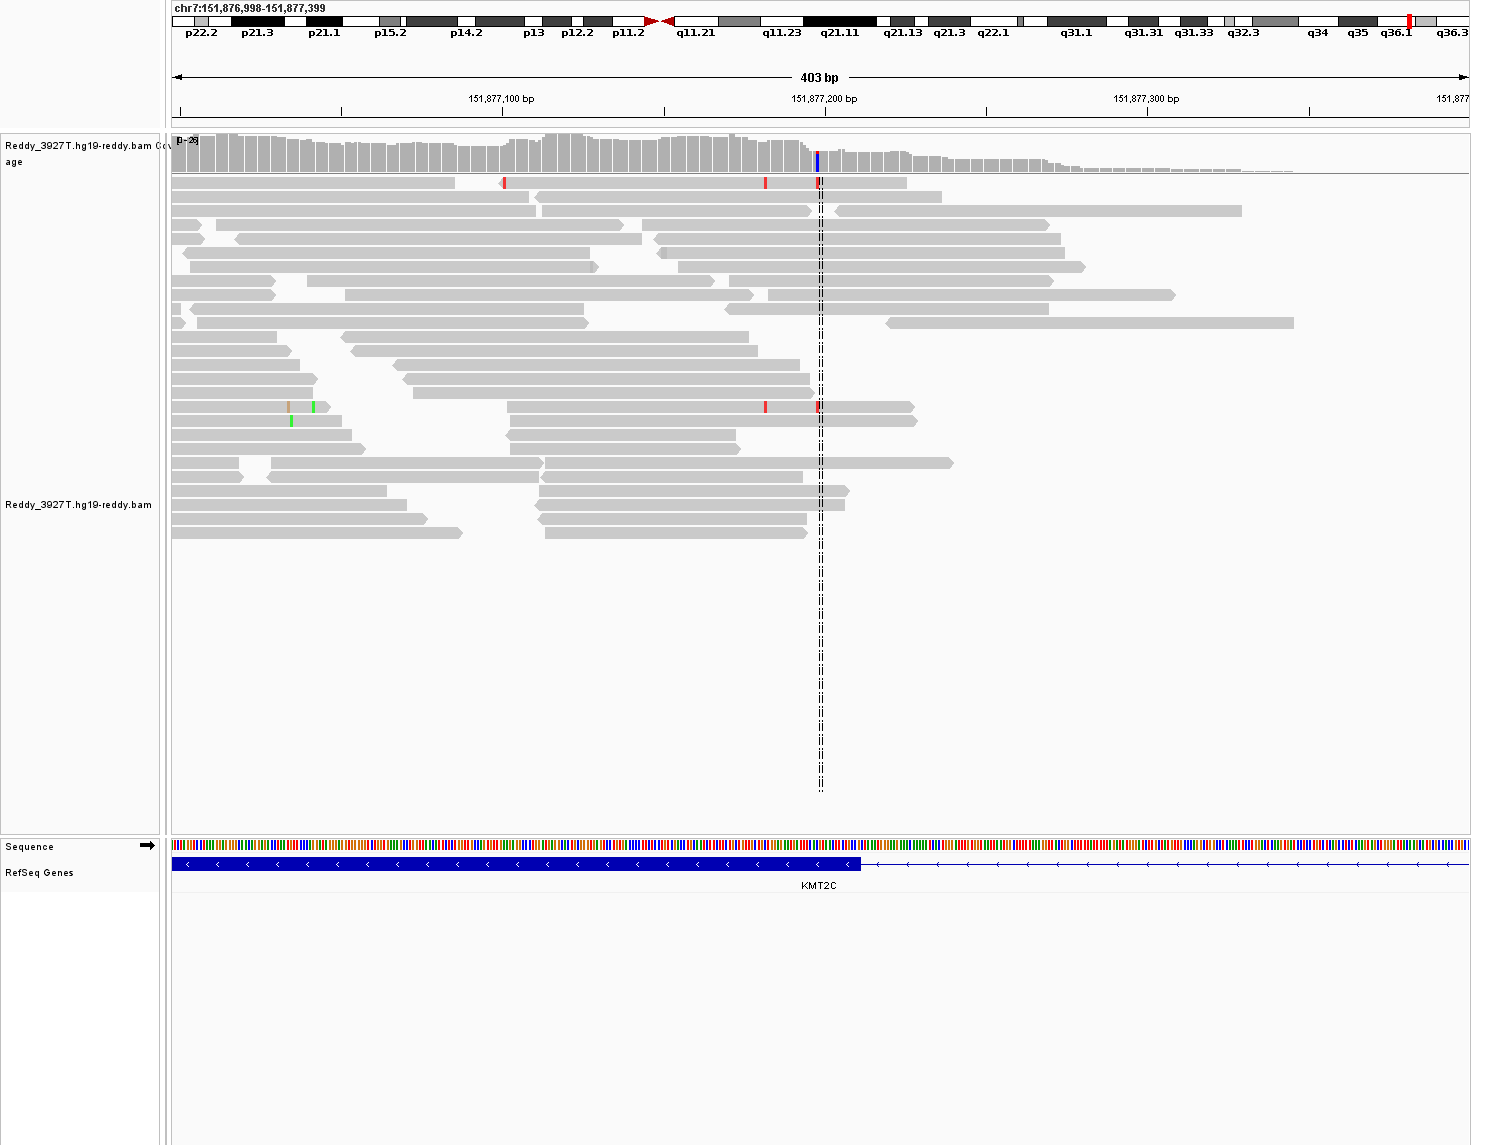 chr7:151,876,998-151,877,399
p22.2 p21.3 p21.1 p15.2 p14.2 p13 p12.2 p11.2 q11.21 q11.23 q21.11 q21.13 q21.3 q22.1 q31.1 q31.31 q31.33 q32.3 q34 q35 q36.1 q36.3
403 bp
151,877,100 bp 151,877,200 bp 151,877,300 bp 151,877
Reddy_3927T.hg19-reddy.bam Cov
age
[0-26]
Reddy_3927T.hg19-reddy.bam
Sequence
RefSeq Genes
KMT2C